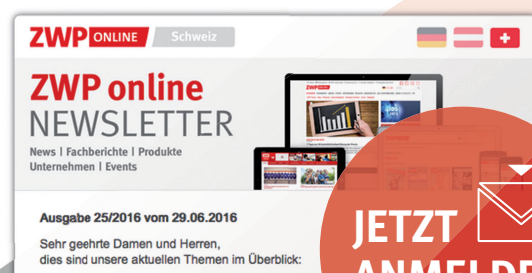 ZWP ONLINE Schweiz
ZWP online
NEWSLETTER
News | Fachberichte | Produkte
Unternehmen | Events
Ausgabe 25/2016 vom 29.06.2016
Sehr geehrte Damen und Herren,
dies sind unsere aktuellen Themen im Überblick:
JETZT